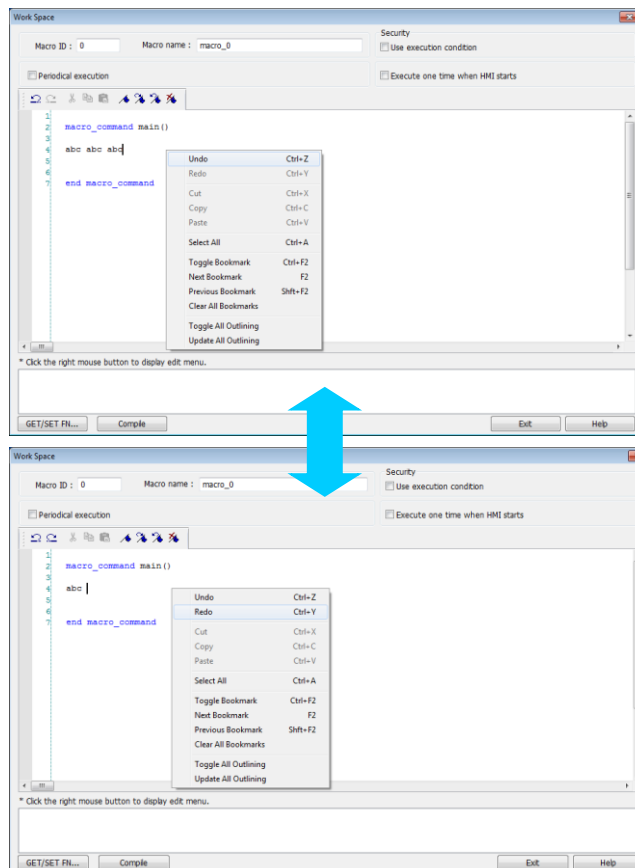 Work Space
Security
Macro ID : 0 Macro name : macro_0 Use execution condition
Periodical execution Execute one time when HMI starts
1
2 macro_command main()
3
4 abc abc abc
5
6
7 end macro_command
Undo Ctrl+Z
Redo Ctrl+Y
Cut Ctrl+X
Copy Ctrl+C
Paste Ctrl+V
Select All Ctrl+A
Toggle Bookmark Ctrl+F2
Next Bookmark F2
Previous Bookmark Shft+F2
Clear All Bookmarks
Toggle All Outlining
Update All Outlining
* Click the right mouse button to display edit menu.
GET/SET FN... Compile Exit Help
Work Space
Security
Macro ID : 0 Macro name : macro_0 Use execution condition
Periodical execution Execute one time when HMI starts
1
2 macro_command main()
3
4 abc
5
6
7 end macro_command
Undo Ctrl+Z
Redo Ctrl+Y
Cut Ctrl+X
Copy Ctrl+C
Paste Ctrl+V
Select All Ctrl+A
Toggle Bookmark Ctrl+F2
Next Bookmark F2
Previous Bookmark Shft+F2
Clear All Bookmarks
Toggle All Outlining
Update All Outlining
* Click the right mouse button to display edit menu.
GET/SET FN... Compile Exit Help